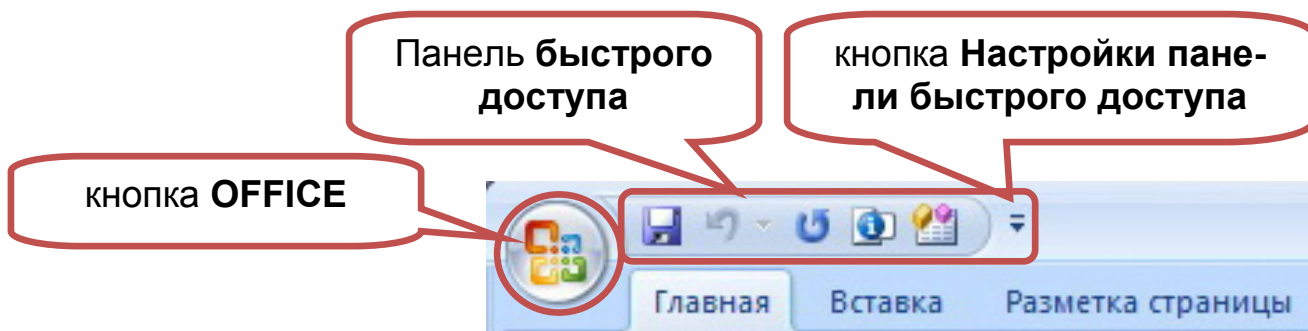 Панель быстрого
доступа
кнопка Настройки пане-
ли быстрого доступа
кнопка OFFICE
Главная Вставка Разметка страницы